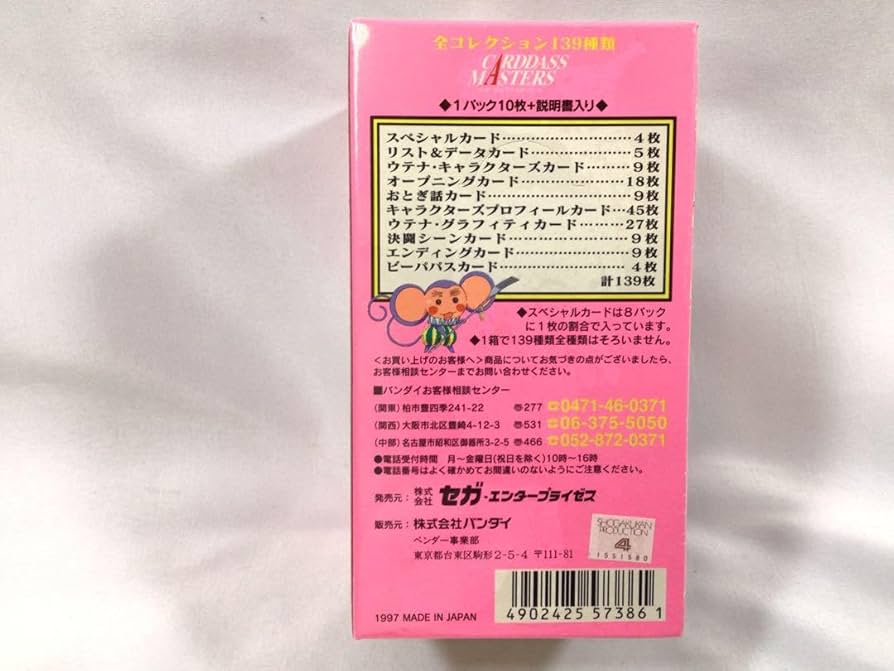 全コレクション139種類
CARDDASS
MASTERS
◆1パック10枚+説明書入り◆
スペシャルカード……………………4枚
リスト&データカード………………5枚
ウテナ・キャラクターズカード……9枚
オープニングカード………………18枚
おとぎ話カード………………………9枚
キャラクターズプロフィールカード…45枚
ウテナ・グラフィティカード………27枚
決闘シーンカード……………………9枚
エンディングカード…………………9枚
ビーパパスカード……………………4枚
計139枚
◆スペシャルカードは8パック
に1枚の割合で入っています。
◆1箱で139種類全種類はそろいません。
<お買い上げのお客様へ>商品についてお気づきの点がございましたら、
お客様相談センターまでお問い合わせください。
■バンダイお客様相談センター
(関東)柏市豊四季241-22 〠277 ☎0471-46-0371
(関西)大阪市北区豊崎4-12-3 〠531 ☎06-375-5050
(中部)名古屋市昭和区御器所3-2-5 〠466 ☎052-872-0371
●電話受付時間 月〜金曜日(祝日を除く)10時〜16時
●電話番号はよく確かめてお間違いのないようにご注意ください。
発売元:株式会社 セガ・エンタープライゼス
販売元:株式会社バンダイ
ベンダー事業部
東京都台東区駒形2-5-4 〒111-81
SHOGAKUKAN
PRODUCTION
4
1551580
1997 MADE IN JAPAN
4902425573861